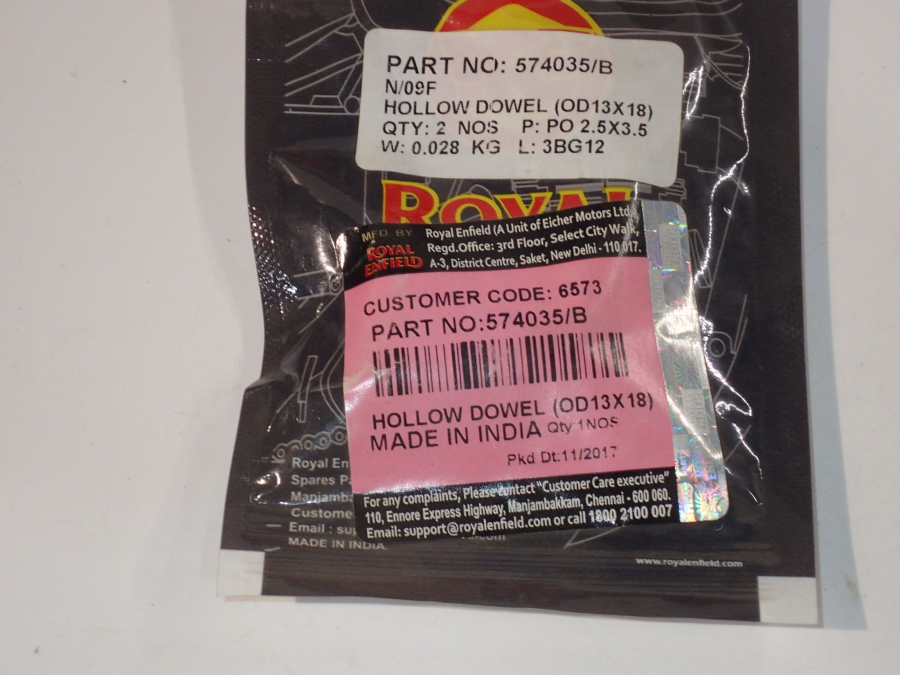 PART NO: 574035/B
N/09F
HOLLOW DOWEL (OD13X18)
QTY: 2 NOS P: PO 2.5X3.5
W: 0.028 KG L: 3BG12
ROYAL
MFD. BY
ROYAL
ENFIELD
Royal Enfield (A Unit of Eicher Motors Ltd.
Regd.Office: 3rd Floor, Select City Walk,
A-3, District Centre, Saket, New Delhi - 110 017.
CUSTOMER CODE: 6573
PART NO:574035/B
HOLLOW DOWEL (OD13X18)
MADE IN INDIA Qty 1 NOS
Pkd Dt:11/2017
For any complaints, Please contact "Customer Care executive"
110, Ennore Express Highway, Manjambakkam, Chennai - 600 060.
Email: support@royalenfield.com or call 1800 2100 007
Royal En
Spares P
Manjamba
Custome
Email : su
MADE IN INDIA
www.royalenfield.com